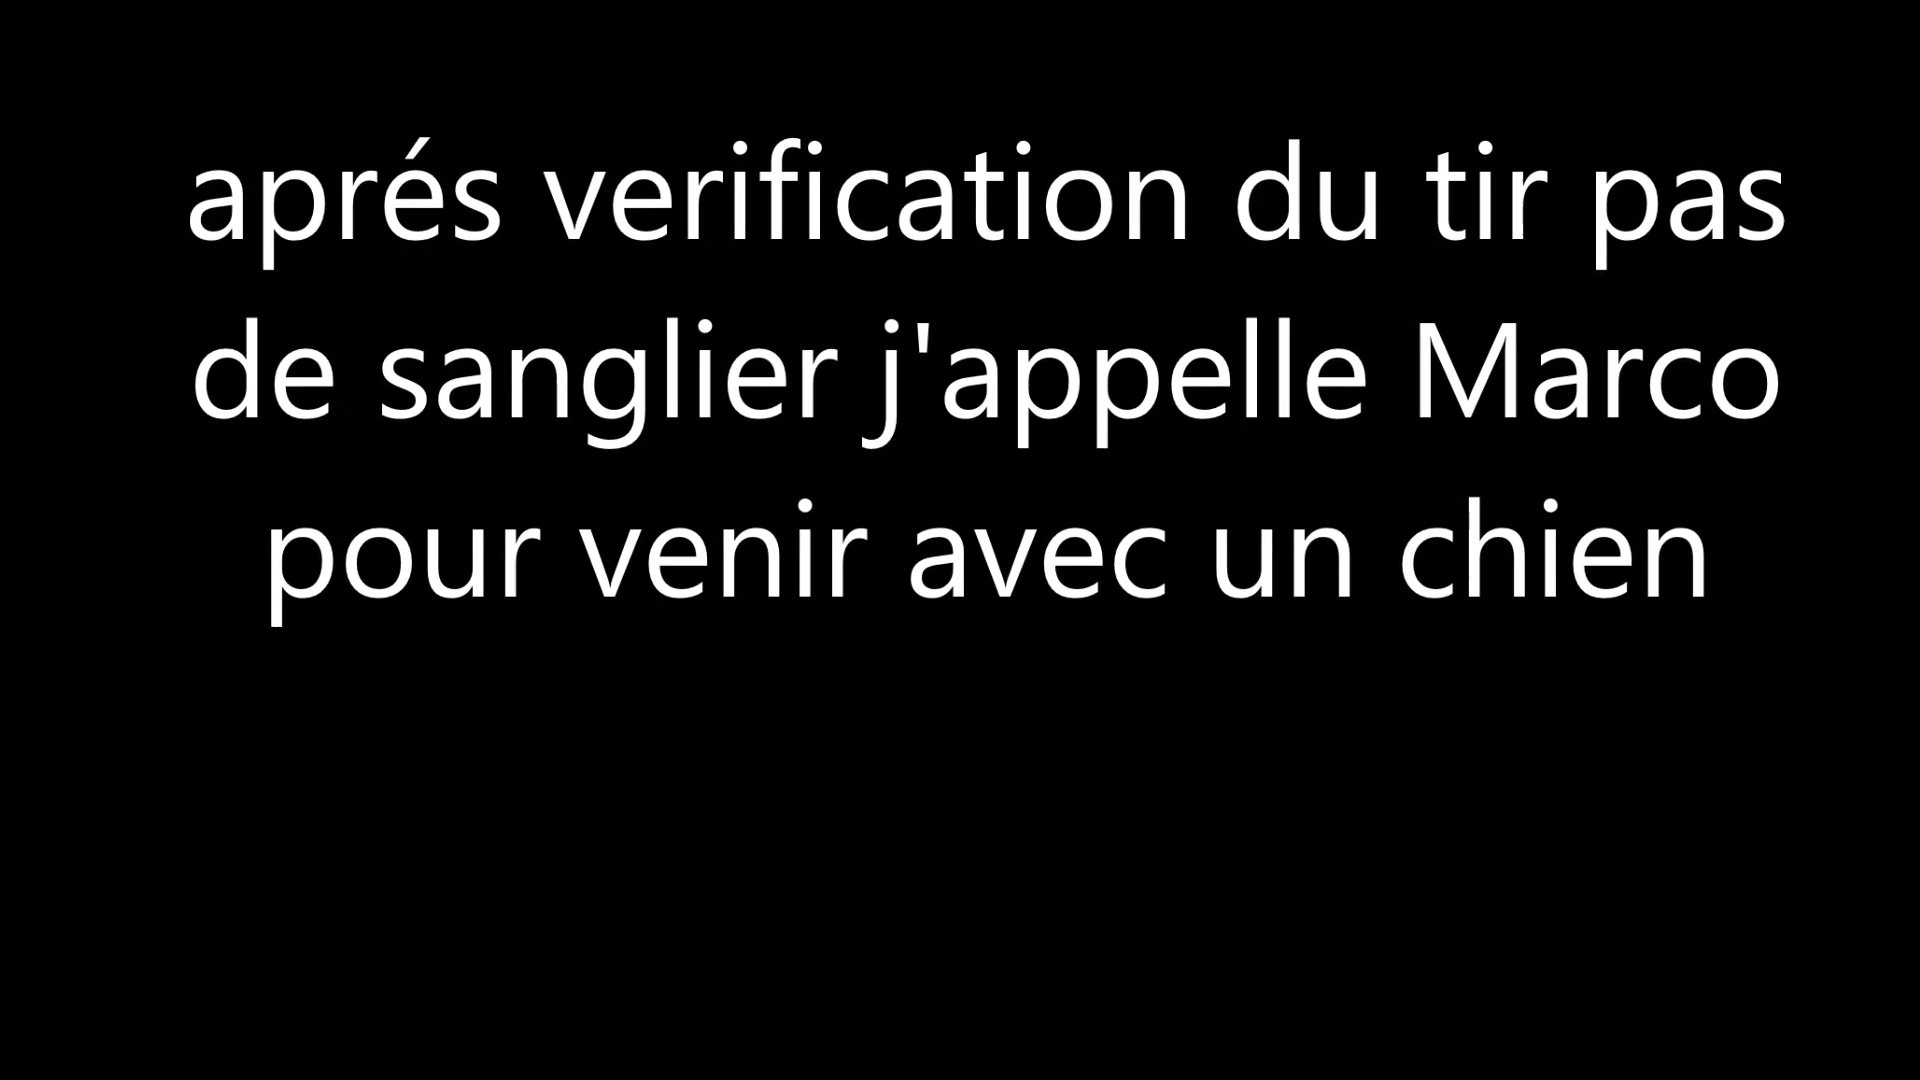 aprés verification du tir pas
de sanglier j'appelle Marco
pour venir avec un chien